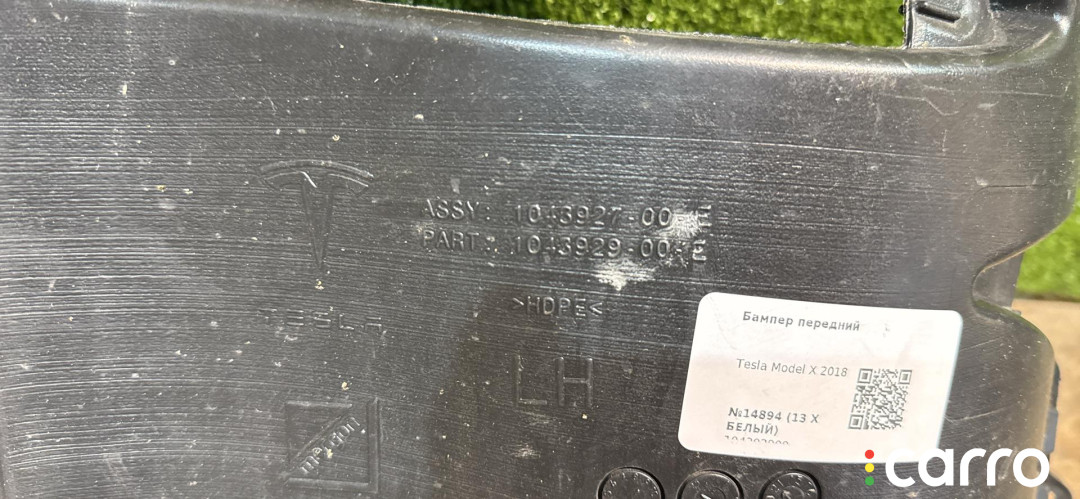 ASSY: 1043927-00-E
PART: 1043929-00-E
>HDPE<
TESLA
LH
Бампер передний
Tesla Model X 2018
№14894 (13 X
БЕЛЫЙ)
carro